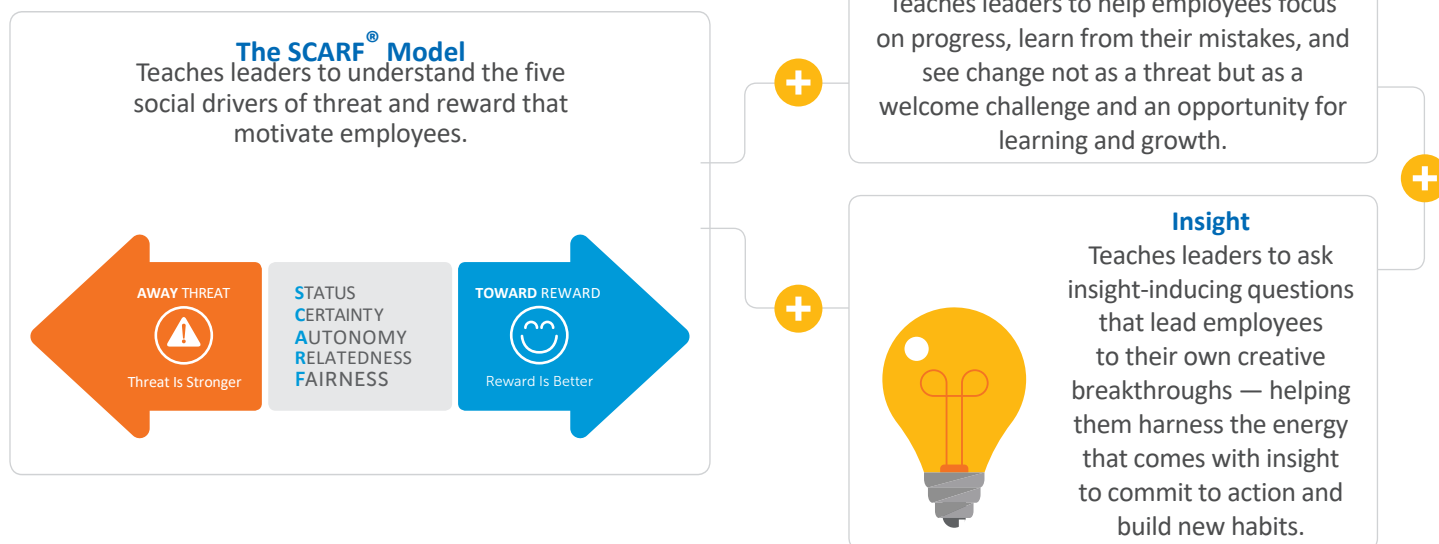 The SCARF® Model
Teaches leaders to understand the five
social drivers of threat and reward that
motivate employees.
AWAY THREAT
Threat Is Stronger
STATUS
CERTAINTY
AUTONOMY
RELATEDNESS
FAIRNESS
TOWARD REWARD
Reward Is Better
Teaches leaders to help employees focus
on progress, learn from their mistakes, and
see change not as a threat but as a
welcome challenge and an opportunity for
learning and growth.
Insight
Teaches leaders to ask
insight-inducing questions
that lead employees
to their own creative
breakthroughs — helping
them harness the energy
that comes with insight
to commit to action and
build new habits.